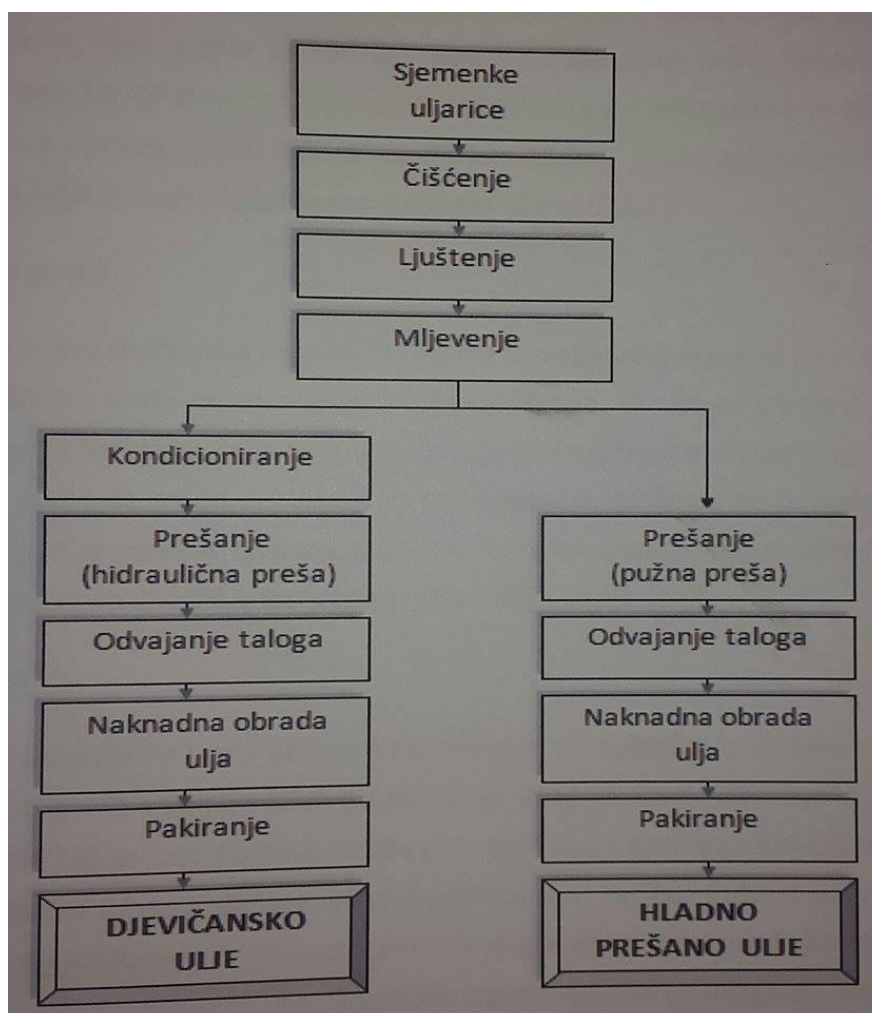 Sjemenke
uljarice
Čišćenje
Ljuštenje
Mljevenje
Kondicioniranje
Prešanje
(hidraulična preša)
Odvajanje taloga
Naknadna obrada
ulja
Pakiranje
DJEVIČANSKO
ULJE
Prešanje
(pužna preša)
Odvajanje taloga
Naknadna obrada
ulja
Pakiranje
HLADNO
PREŠANO ULJE